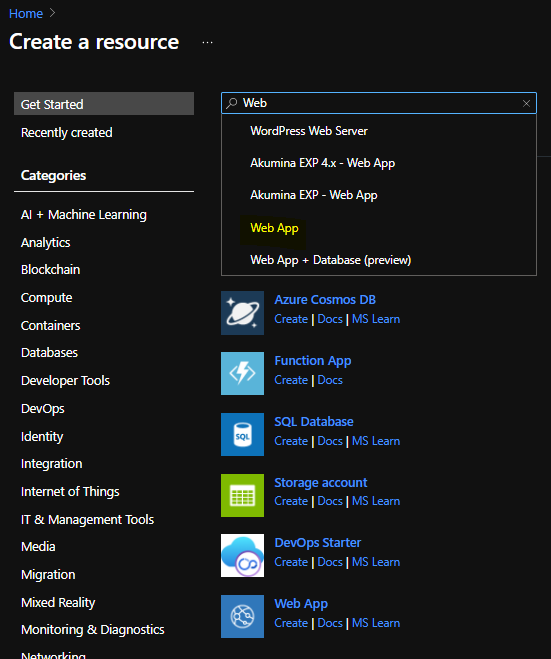 Home >
Create a resource ...
Get Started
Recently created
Categories
AI + Machine Learning
Analytics
Blockchain
Compute
Containers
Databases
Developer Tools
DevOps
Identity
Integration
Internet of Things
IT & Management Tools
Media
Migration
Mixed Reality
Monitoring & Diagnostics
Networking
Web
WordPress Web Server
Akumina EXP 4.x - Web App
Akumina EXP - Web App
Web App
Web App + Database (preview)
Azure Cosmos DB
Create | Docs | MS Learn
Function App
Create | Docs
SQL
SQL Database
Create | Docs | MS Learn
Storage account
Create | Docs | MS Learn
DevOps Starter
Create | Docs | MS Learn
Web App
Create | Docs | MS Learn